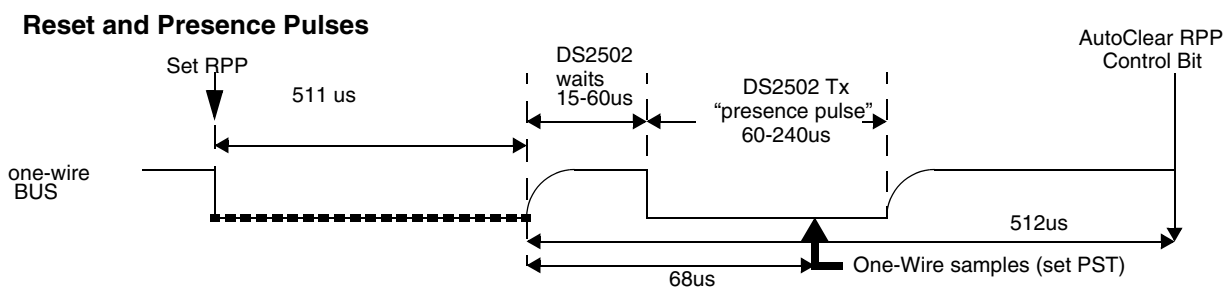 Reset and Presence Pulses
AutoClear RPP
Control Bit
Set RPP
511 us
DS2502
waits
15-60us
DS2502 Tx
“presence pulse”
60-240us
one-wire
BUS
512us
68us
One-Wire samples (set PST)